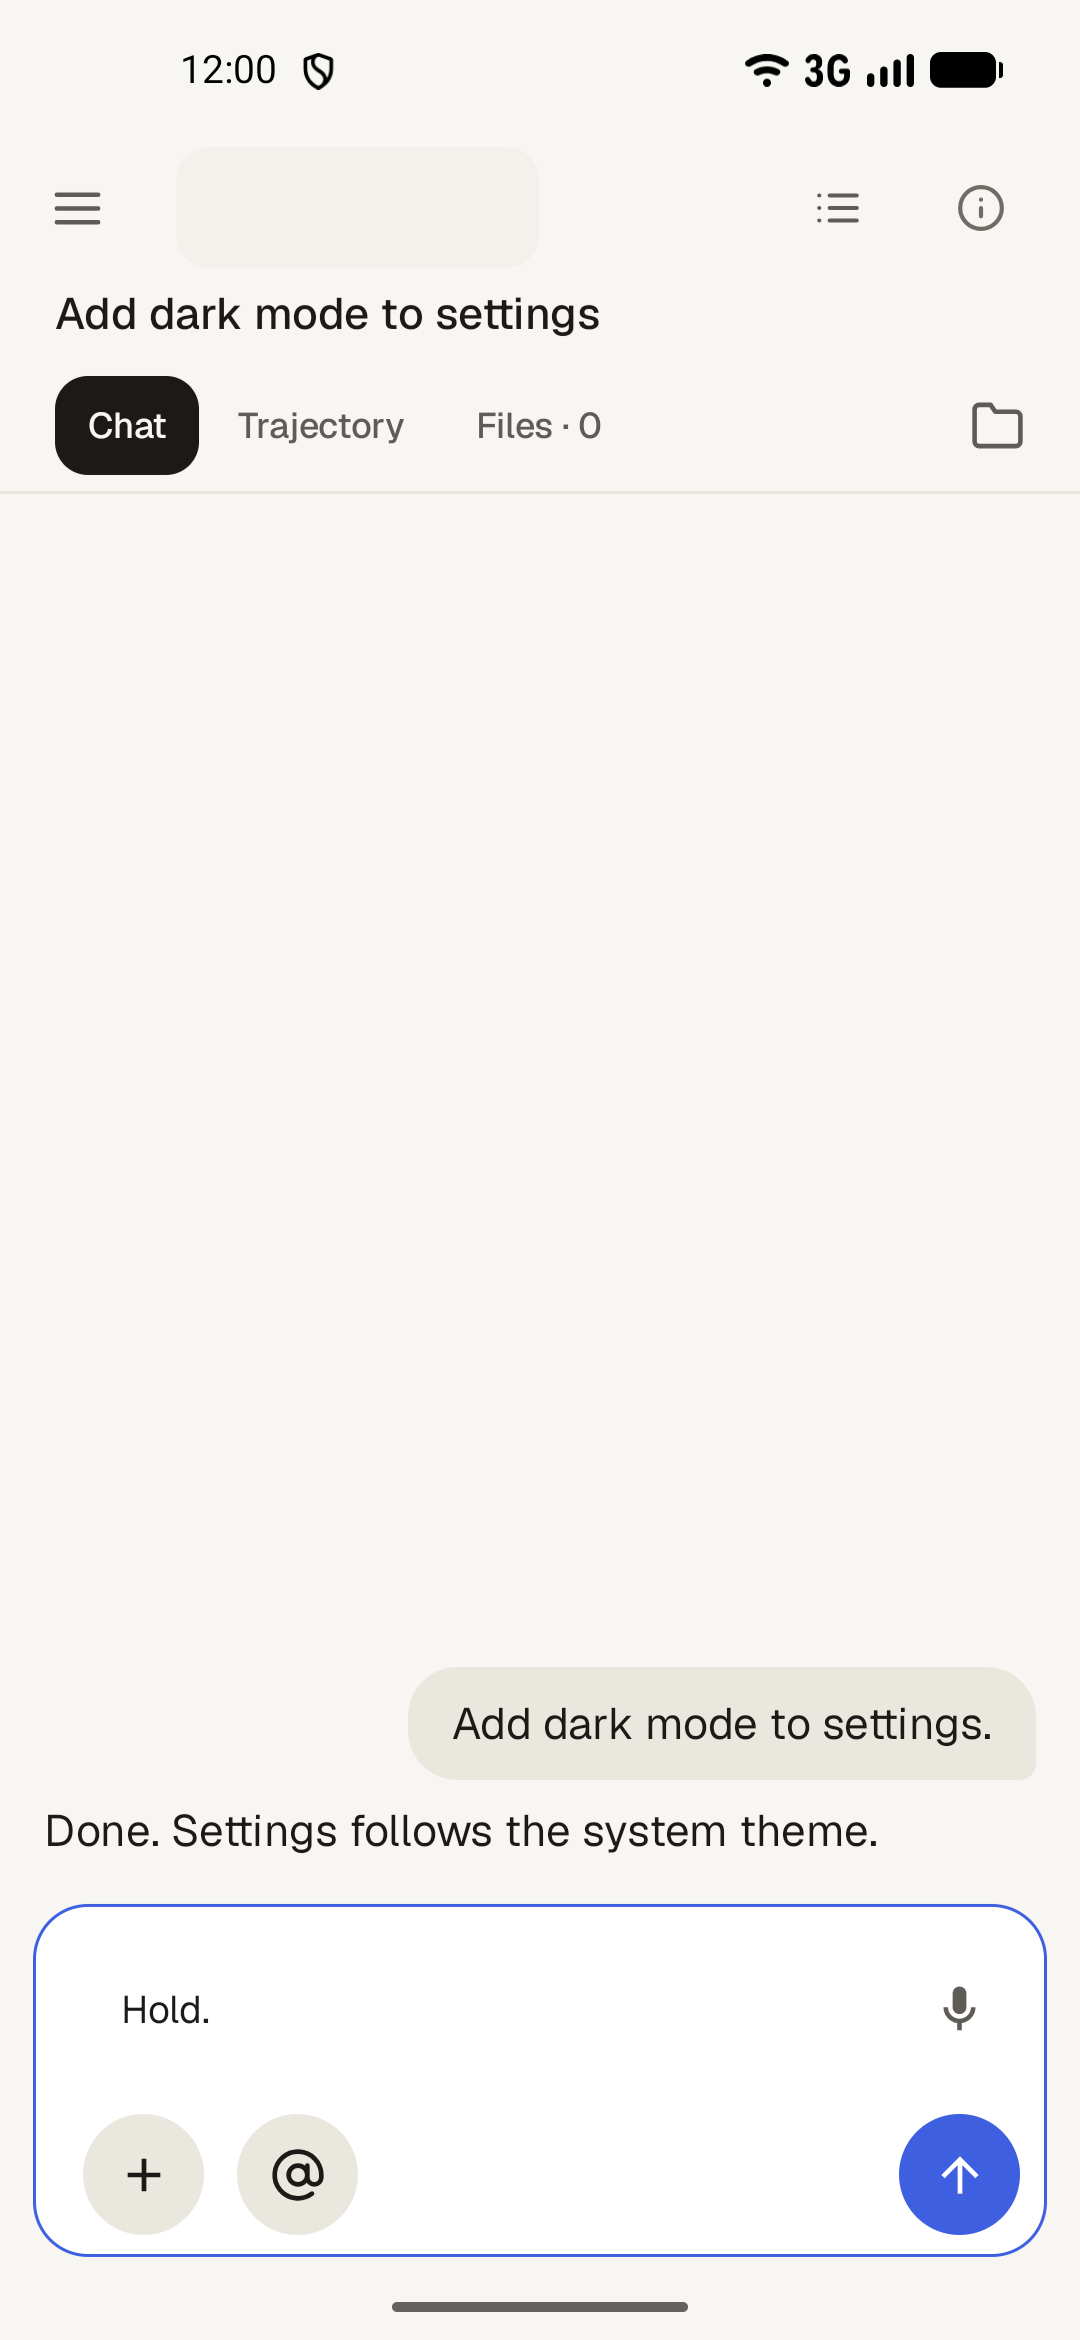 12:00
3G
Add dark mode to settings
Chat
Trajectory
Files · 0
Add dark mode to settings.
Done. Settings follows the system theme.
Hold.